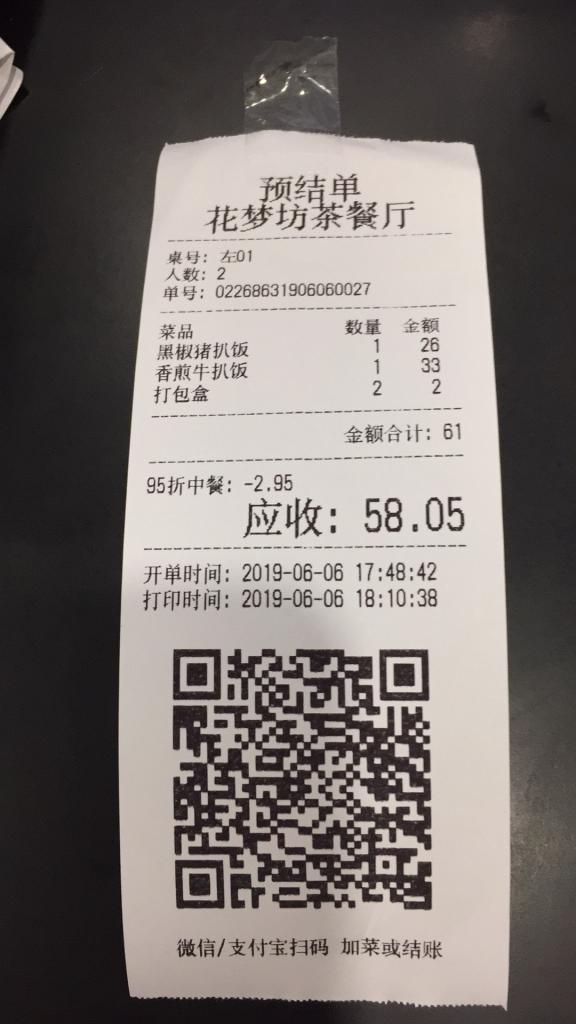 预结单
花梦坊茶餐厅
桌号: 左01
人数: 2
单号: 02268631906060027
菜品 数量 金额
黑椒猪扒饭 1 26
香煎牛扒饭 1 33
打包盒 2 2
金额合计: 61
95折中餐: -2.95
应收: 58.05
开单时间: 2019-06-06 17:48:42
打印时间: 2019-06-06 18:10:38
微信/支付宝扫码 加菜或结账